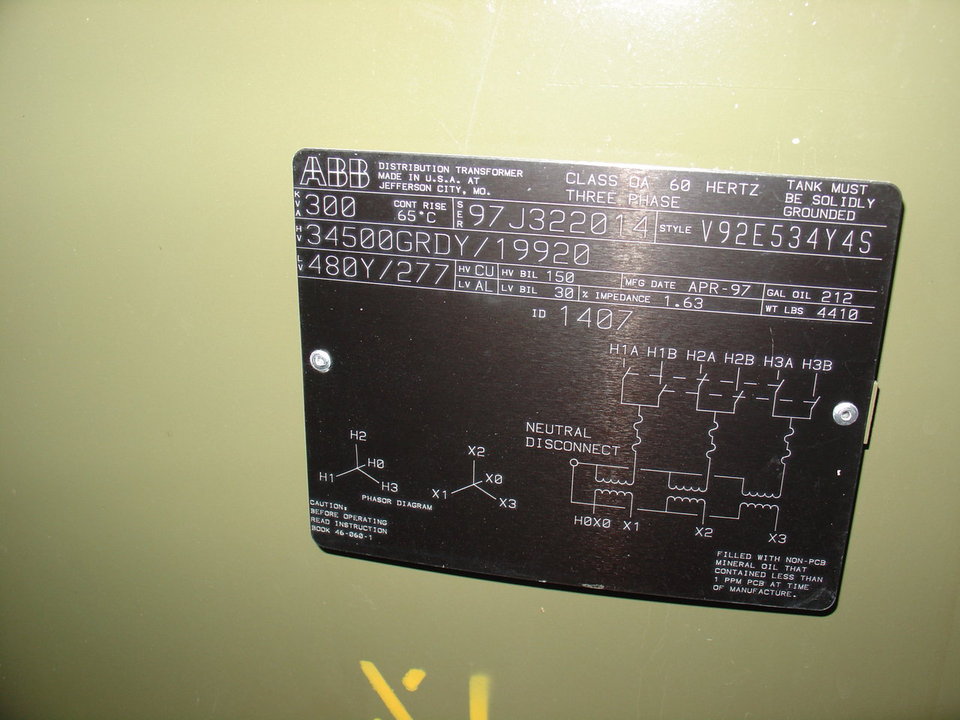 ABB DISTRIBUTION TRANSFORMER
MADE IN U.S.A. AT
JEFFERSON CITY, MO.
CLASS OA 60 HERTZ
THREE PHASE
TANK MUST
BE SOLIDLY
GROUNDED
KVA 300 CONT RISE 65°C SER 97J322014 STYLE V92E534Y4S
HV 34500GRDY/19920
LV 480Y/277 HV CU HV BIL 150 MFG DATE APR-97 GAL OIL 212
LV AL LV BIL 30 % IMPEDANCE 1.63 WT LBS 4410
ID 1407
H1A H1B H2A H2B H3A H3B
NEUTRAL
DISCONNECT
H2
H0
H1
H3
X2
X0
X1
X3
PHASOR DIAGRAM
H0X0 X1 X2 X3
CAUTION:
BEFORE OPERATING
READ INSTRUCTION
BOOK 46-060-1
FILLED WITH NON-PCB
MINERAL OIL THAT
CONTAINED LESS THAN
1 PPM PCB AT TIME
OF MANUFACTURE.